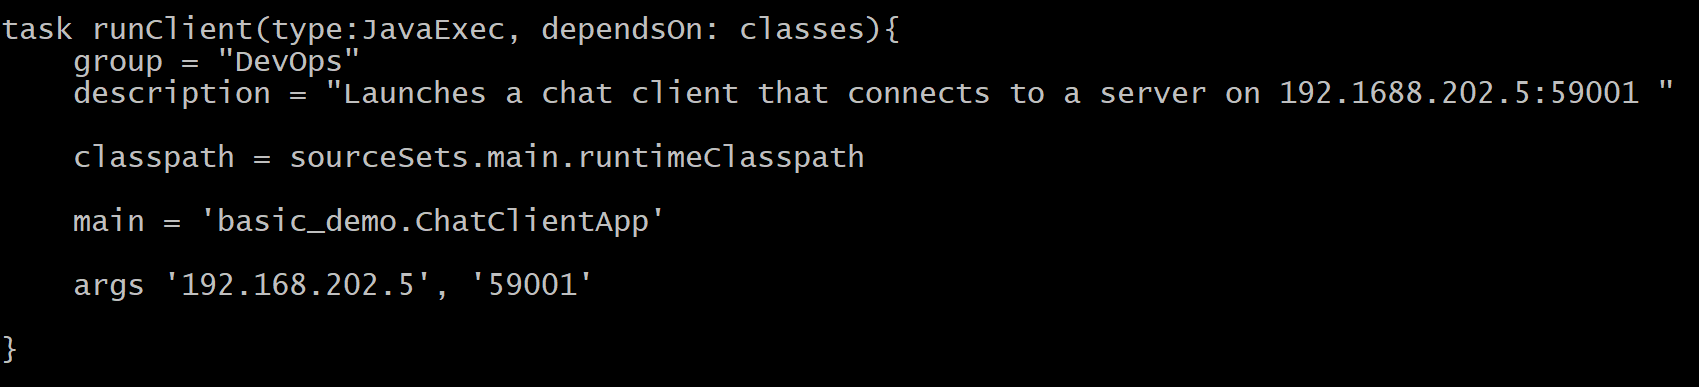 task runClient(type:JavaExec, dependsOn: classes){
    group = "DevOps"
    description = "Launches a chat client that connects to a server on 192.1688.202.5:59001 "
    classpath = sourceSets.main.runtimeClasspath
    main = 'basic_demo.ChatClientApp'
    args '192.168.202.5', '59001'
}